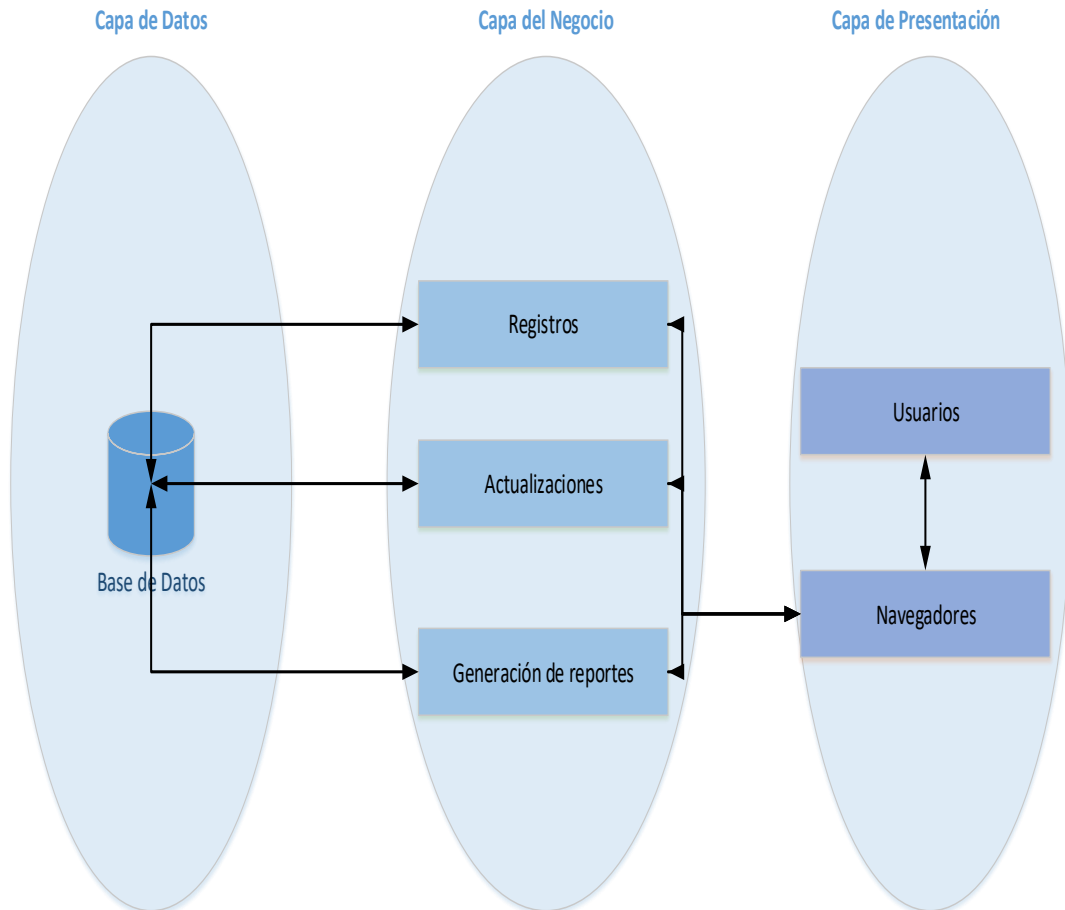 Capa de Datos
Capa del Negocio
Capa de Presentación
Registros
Usuarios
Actualizaciones
Base de Datos
Navegadores
Generación de reportes